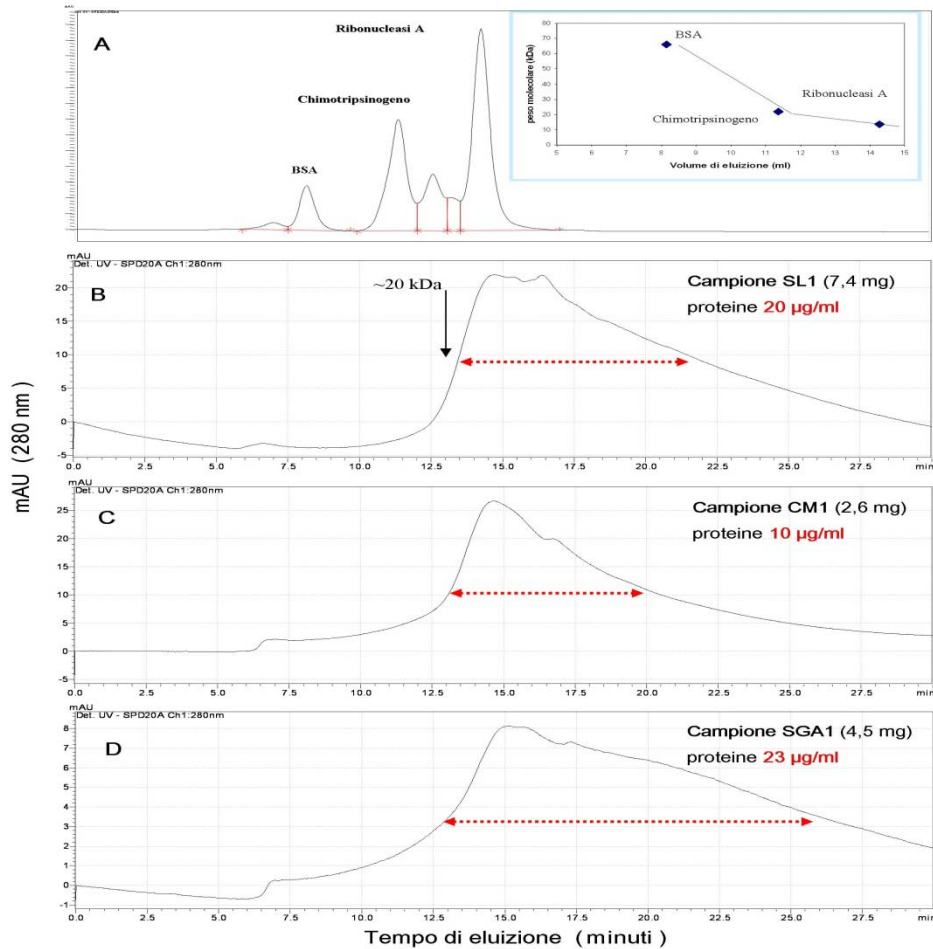 A
Ribonucleasi A
Chimotripsinogeno
BSA
peso molecolare (kDa)
80
70
60
50
40
30
20
10
0
BSA
Ribonucleasi A
Chimotripsinogeno
5 6 7 8 9 10 11 12 13 14 15
Volume di eluizione (ml)
mAU (280 nm)
mAU
Det. UV - SPD20A Ch1:280nm
B
~20 kDa
Campione SL1 (7,4 mg)
proteine 20 µg/ml
20
10
0
-5
0.0 2.5 5.0 7.5 10.0 12.5 15.0 17.5 20.0 22.5 25.0 27.5 min
mAU
Det. UV - SPD20A Ch1:280nm
C
Campione CM1 (2,6 mg)
proteine 10 µg/ml
25
20
15
10
5
0
-5
0.0 2.5 5.0 7.5 10.0 12.5 15.0 17.5 20.0 22.5 25.0 27.5 min
mAU
Det. UV - SPD20A Ch1:280nm
D
Campione SGA1 (4,5 mg)
proteine 23 µg/ml
8
7
6
5
4
3
2
1
0
-1
0.0 2.5 5.0 7.5 10.0 12.5 15.0 17.5 20.0 22.5 25.0 27.5 min
Tempo di eluizione (minuti)